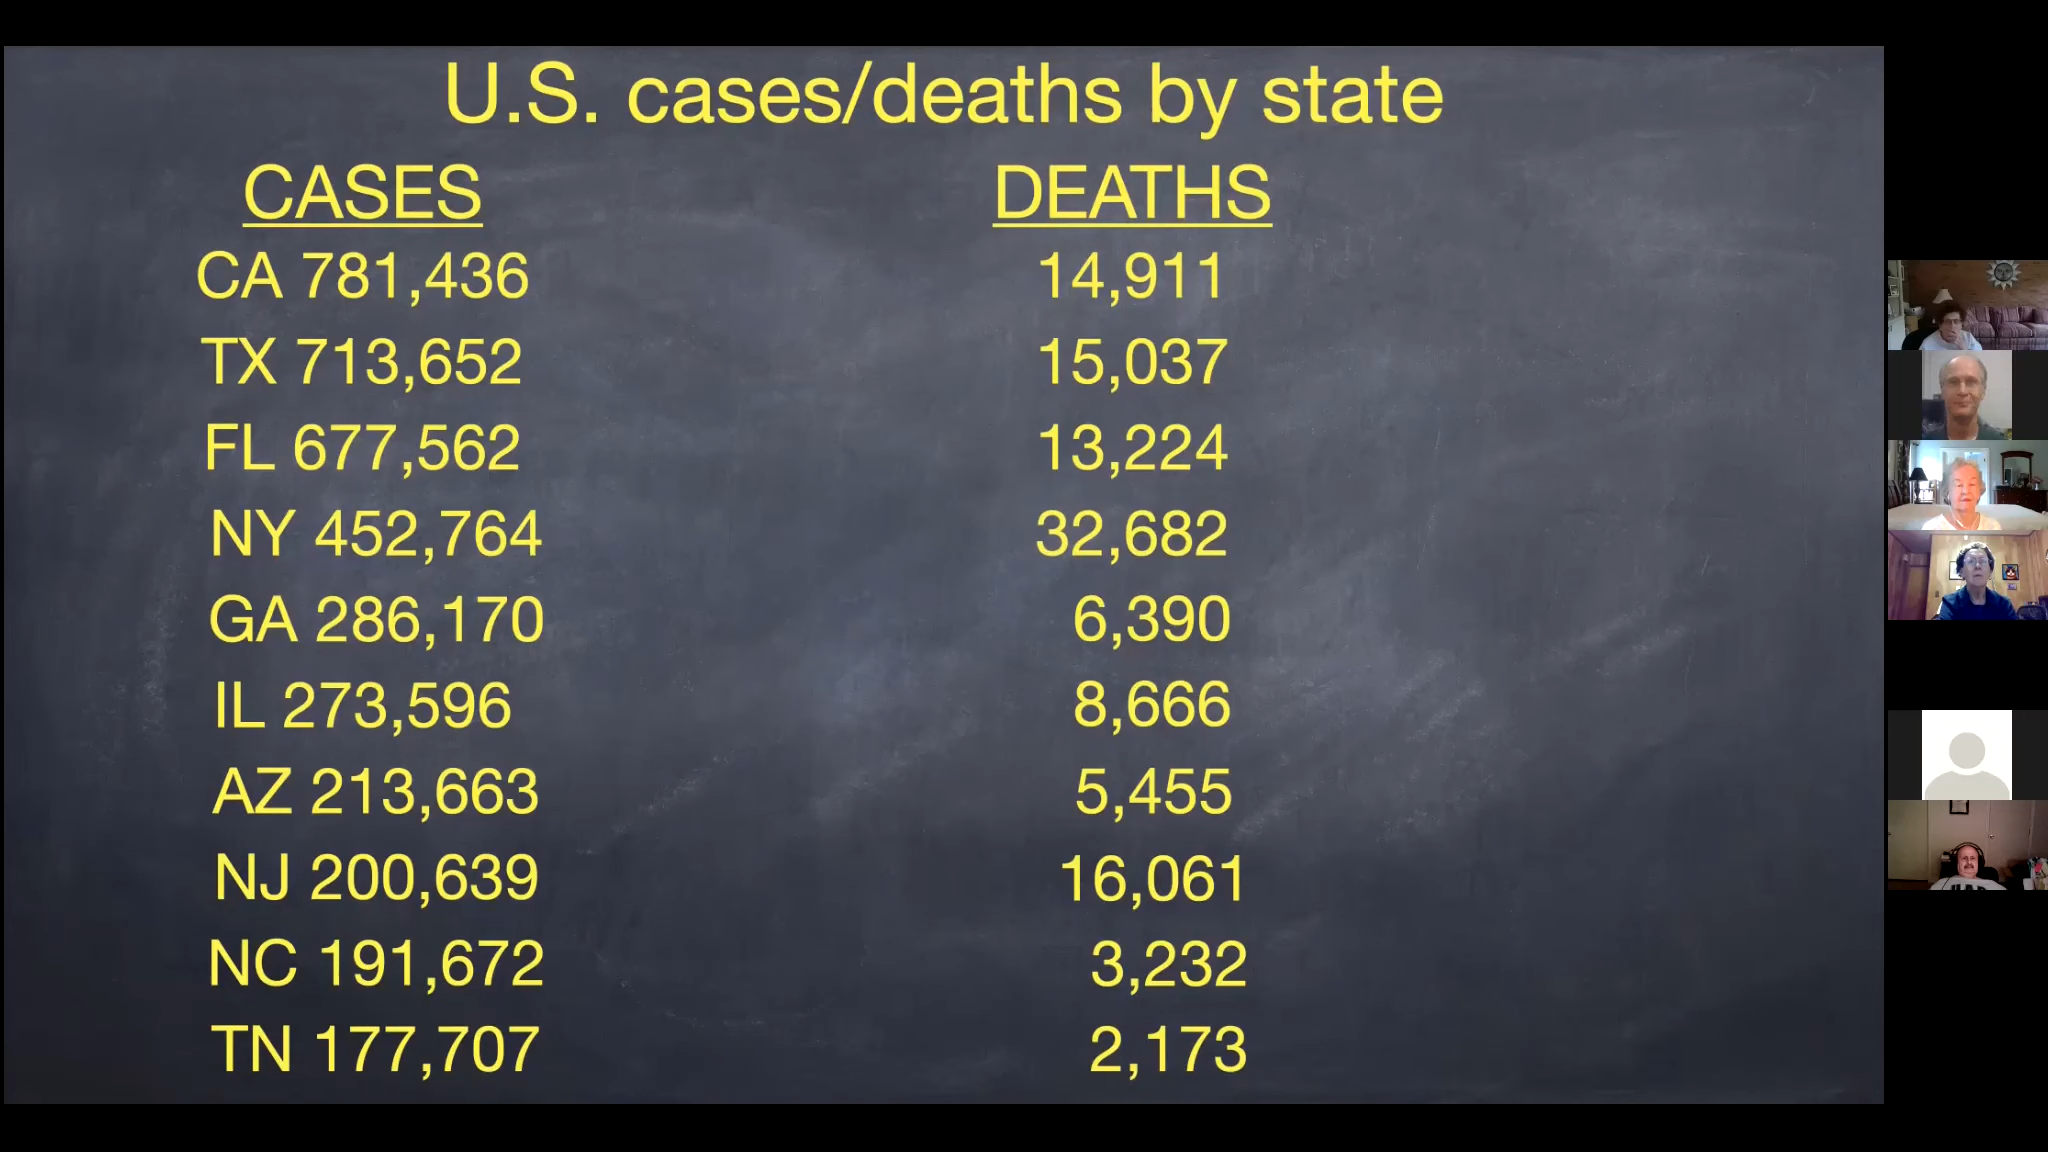 U.S. cases/deaths by state
CASES DEATHS
CA 781,436 14,911
TX 713,652 15,037
FL 677,562 13,224
NY 452,764 32,682
GA 286,170 6,390
IL 273,596 8,666
AZ 213,663 5,455
NJ 200,639 16,061
NC 191,672 3,232
TN 177,707 2,173